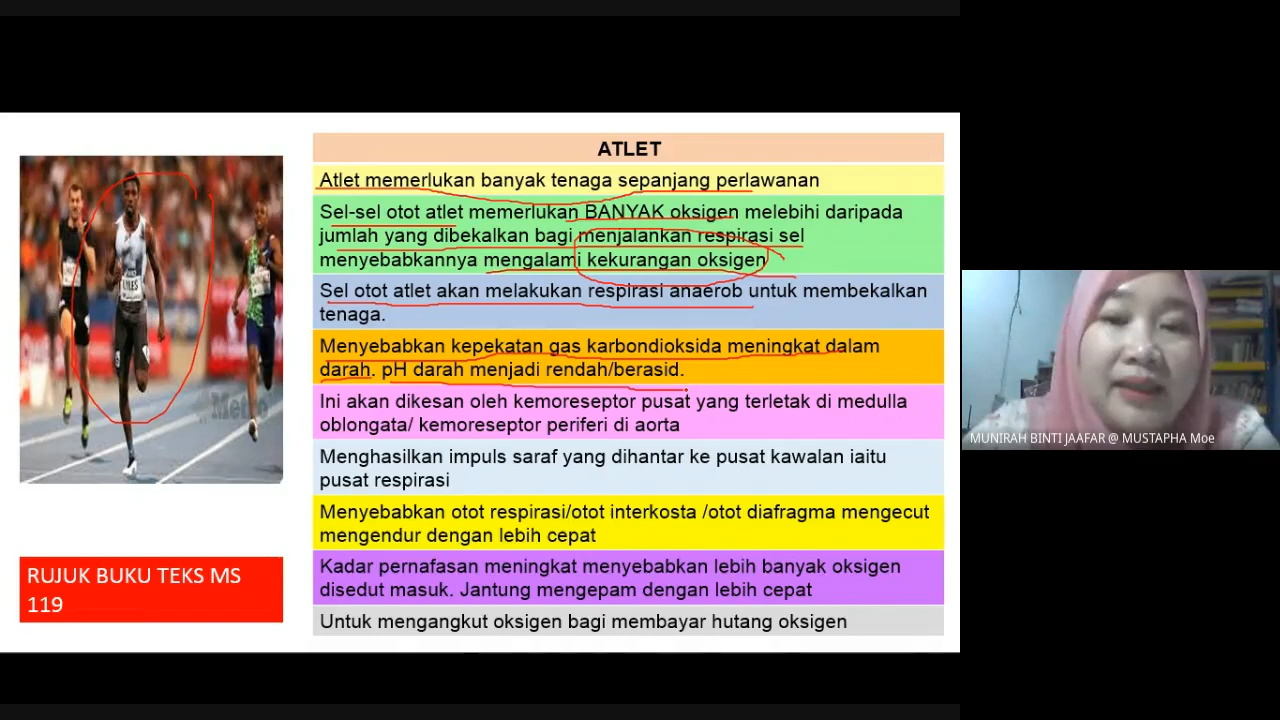 ATLET
Atlet memerlukan banyak tenaga sepanjang perlawanan
Sel-sel otot atlet memerlukan BANYAK oksigen melebihi daripada
jumlah yang dibekalkan bagi menjalankan respirasi sel
menyebabkannya mengalami kekurangan oksigen
Sel otot atlet akan melakukan respirasi anaerob untuk membekalkan
tenaga.
Menyebabkan kepekatan gas karbondioksida meningkat dalam
darah. pH darah menjadi rendah/berasid.
Ini akan dikesan oleh kemoreseptor pusat yang terletak di medulla
oblongata/ kemoreseptor periferi di aorta
Menghasilkan impuls saraf yang dihantar ke pusat kawalan iaitu
pusat respirasi
Menyebabkan otot respirasi/otot interkosta /otot diafragma mengecut
mengendur dengan lebih cepat
Kadar pernafasan meningkat menyebabkan lebih banyak oksigen
disedut masuk. Jantung mengepam dengan lebih cepat
Untuk mengangkut oksigen bagi membayar hutang oksigen
RUJUK BUKU TEKS MS
119
MUNIRAH BINTI JAAFAR @ MUSTAPHA Moe